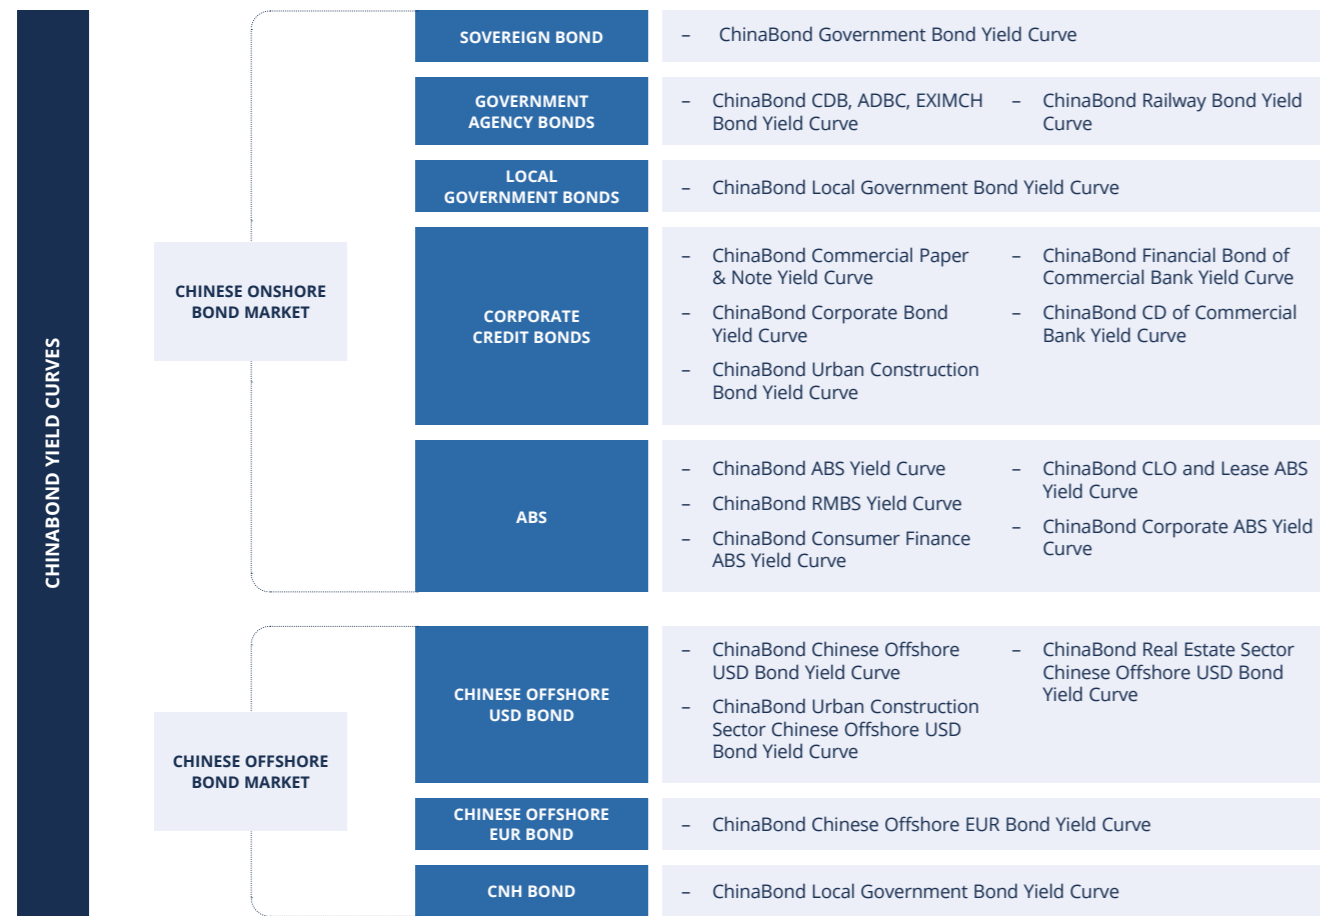 CHINABOND YIELD CURVES
CHINESE ONSHORE
BOND MARKET
SOVEREIGN BOND
– ChinaBond Government Bond Yield Curve
GOVERNMENT
AGENCY BONDS
– ChinaBond CDB, ADBC, EXIMCH
Bond Yield Curve
– ChinaBond Railway Bond Yield
Curve
LOCAL
GOVERNMENT BONDS
– ChinaBond Local Government Bond Yield Curve
CORPORATE
CREDIT BONDS
– ChinaBond Commercial Paper
& Note Yield Curve
– ChinaBond Corporate Bond
Yield Curve
– ChinaBond Urban Construction
Bond Yield Curve
– ChinaBond Financial Bond of
Commercial Bank Yield Curve
– ChinaBond CD of Commercial
Bank Yield Curve
ABS
– ChinaBond ABS Yield Curve
– ChinaBond RMBS Yield Curve
– ChinaBond Consumer Finance
ABS Yield Curve
– ChinaBond CLO and Lease ABS
Yield Curve
– ChinaBond Corporate ABS Yield
Curve
CHINESE OFFSHORE
BOND MARKET
CHINESE OFFSHORE
USD BOND
– ChinaBond Chinese Offshore
USD Bond Yield Curve
– ChinaBond Urban Construction
Sector Chinese Offshore USD
Bond Yield Curve
– ChinaBond Real Estate Sector
Chinese Offshore USD Bond
Yield Curve
CHINESE OFFSHORE
EUR BOND
– ChinaBond Chinese Offshore EUR Bond Yield Curve
CNH BOND
– ChinaBond Local Government Bond Yield Curve